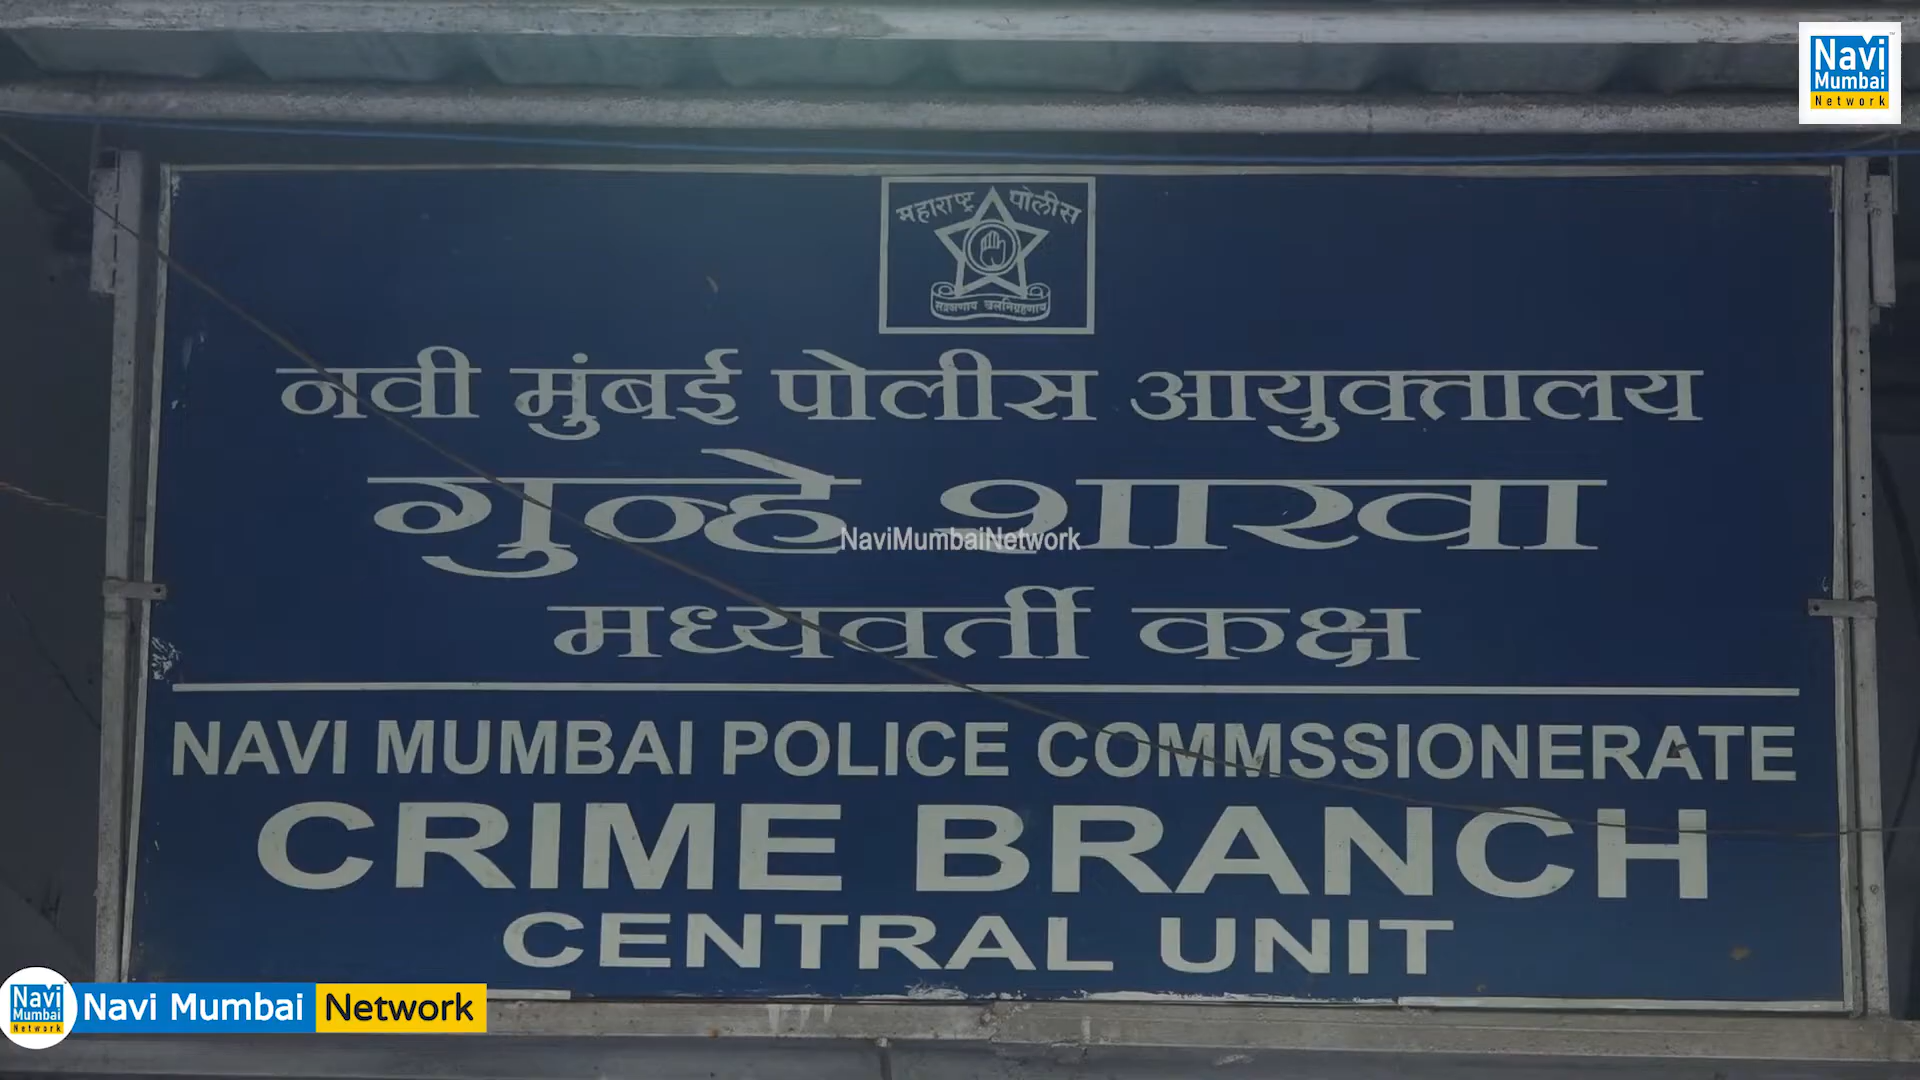 Navi
Mumbai
Network
महाराष्ट्र पोलीस
सद्रक्षणाय खलनिग्रहणाय
नवी मुंबई पोलीस आयुक्तालय
गुन्हे शाखा
NaviMumbaiNetwork
मध्यवर्ती कक्ष
NAVI MUMBAI POLICE COMMSSIONERATE
CRIME BRANCH
CENTRAL UNIT
Navi
Mumbai
Network
Navi Mumbai Network